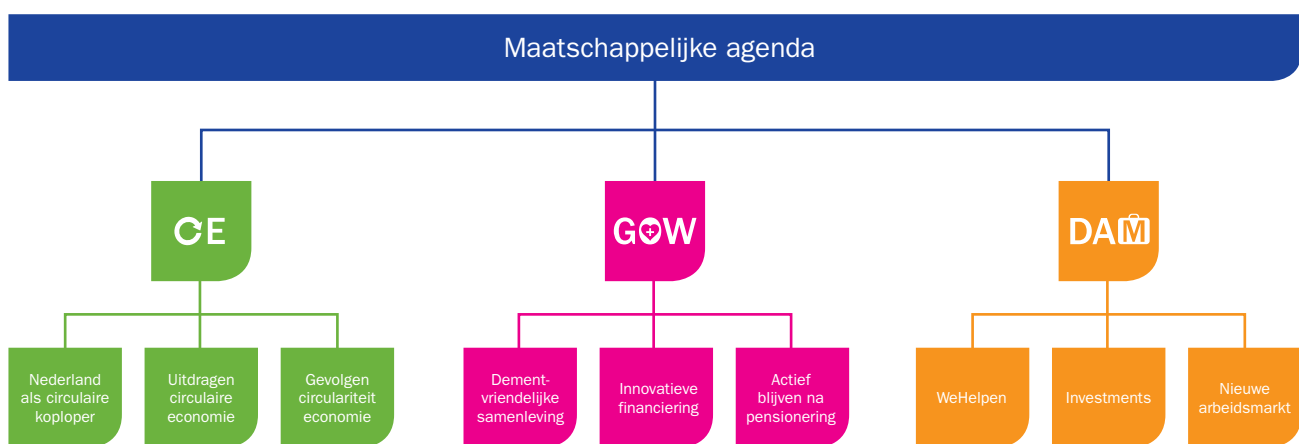 Maatschappelijke agenda
CE
GOW
DAM
Nederland
als circulaire
koploper
Uitdragen
circulaire
economie
Gevolgen
circulariteit
economie
Dement-
vriendelijke
samenleving
Innovatieve
financiering
Actief
blijven na
pensionering
WeHelpen
Investments
Nieuwe
arbeidsmarkt